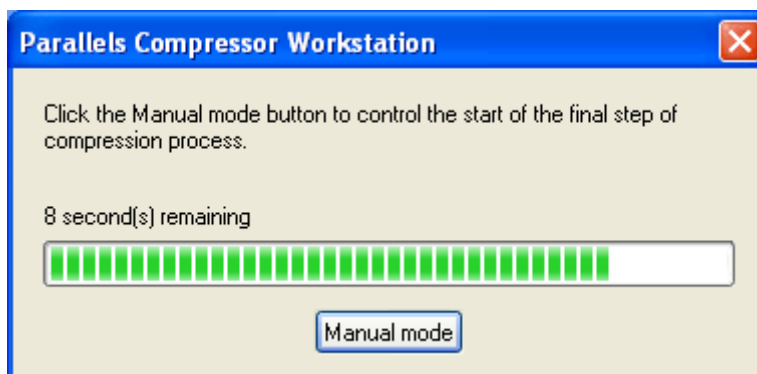 Parallels Compressor Workstation
Click the Manual mode button to control the start of the final step of
compression process.
8 second(s) remaining
Manual mode